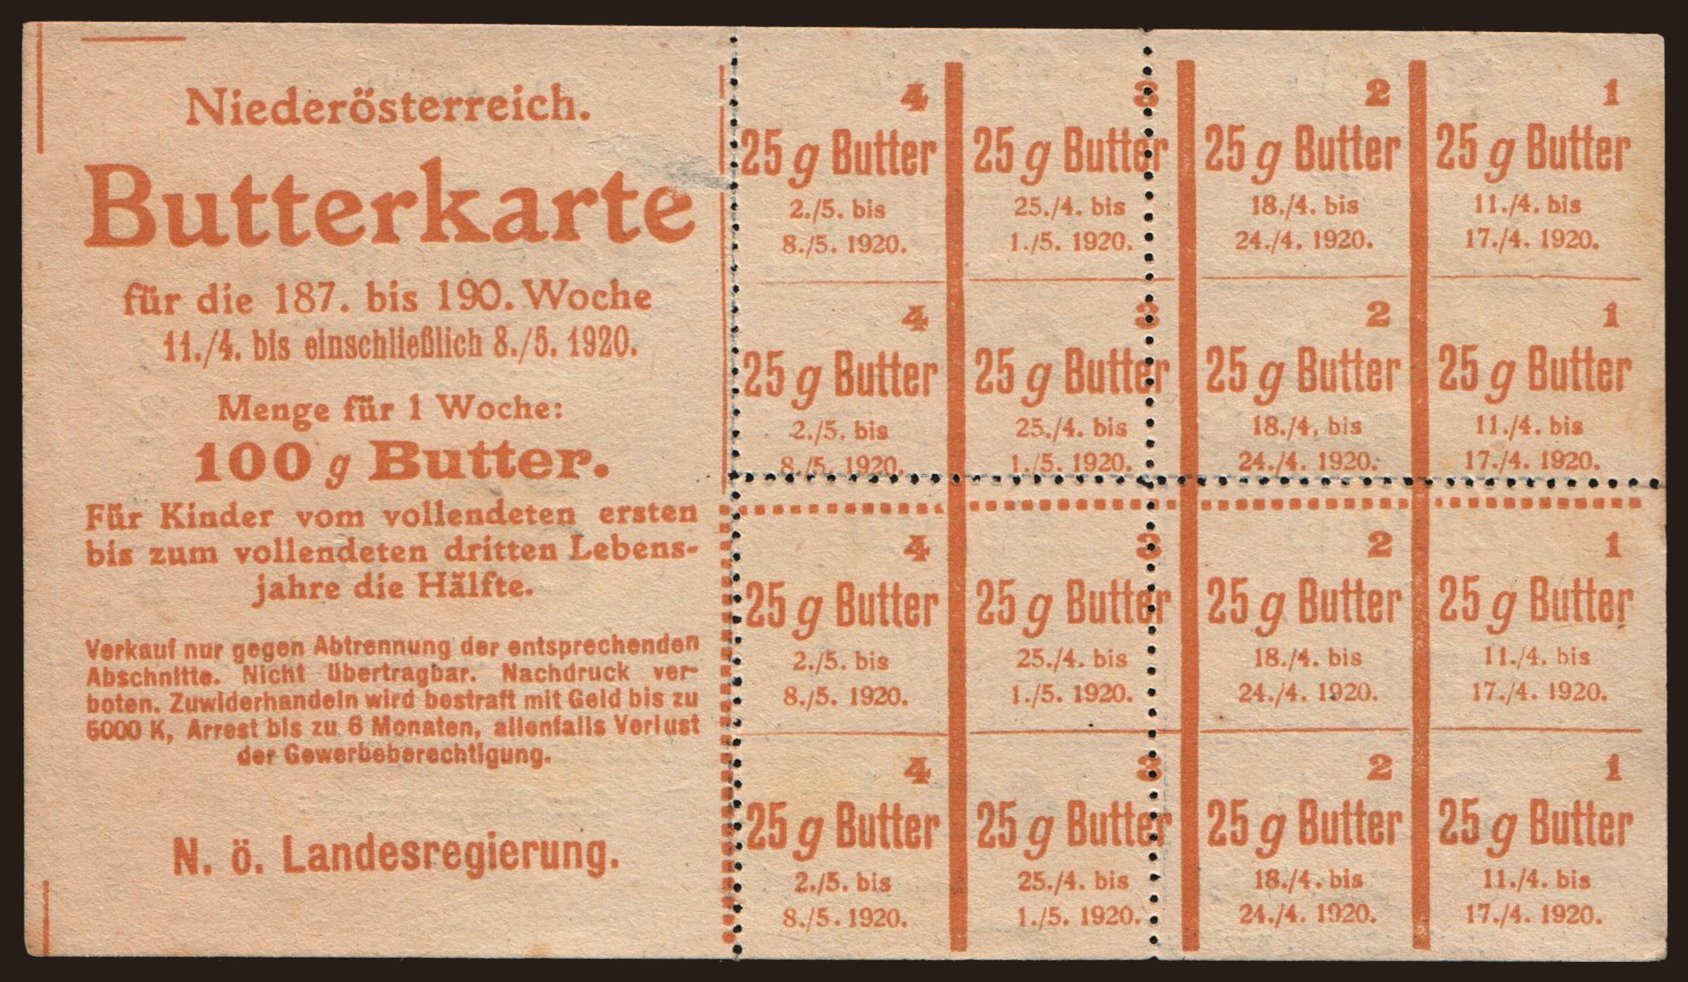 Niederösterreich.
Butterkarte
für die 187. bis 190. Woche
11./4. bis einschließlich 8./5. 1920.
Menge für 1 Woche:
100 g Butter.
Für Kinder vom vollendeten ersten
bis zum vollendeten dritten Lebens-
jahre die Hälfte.
Verkauf nur gegen Abtrennung der entsprechenden
Abschnitte. Nicht übertragbar. Nachdruck ver-
boten. Zuwiderhandeln wird bestraft mit Geld bis zu
5000 K, Arrest bis zu 6 Monaten, allenfalls Verlust
der Gewerbeberechtigung.
N. ö. Landesregierung.
4 3 2 1
25 g Butter 25 g Butter 25 g Butter 25 g Butter
2./5. bis 25./4. bis 18./4. bis 11./4. bis
8./5. 1920. 1./5. 1920. 24./4. 1920. 17./4. 1920.
4 3 2 1
25 g Butter 25 g Butter 25 g Butter 25 g Butter
2./5. bis 25./4. bis 18./4. bis 11./4. bis
8./5. 1920. 1./5. 1920. 24./4. 1920. 17./4. 1920.
4 3 2 1
25 g Butter 25 g Butter 25 g Butter 25 g Butter
2./5. bis 25./4. bis 18./4. bis 11./4. bis
8./5. 1920. 1./5. 1920. 24./4. 1920. 17./4. 1920.
4 3 2 1
25 g Butter 25 g Butter 25 g Butter 25 g Butter
2./5. bis 25./4. bis 18./4. bis 11./4. bis
8./5. 1920. 1./5. 1920. 24./4. 1920. 17./4. 1920.